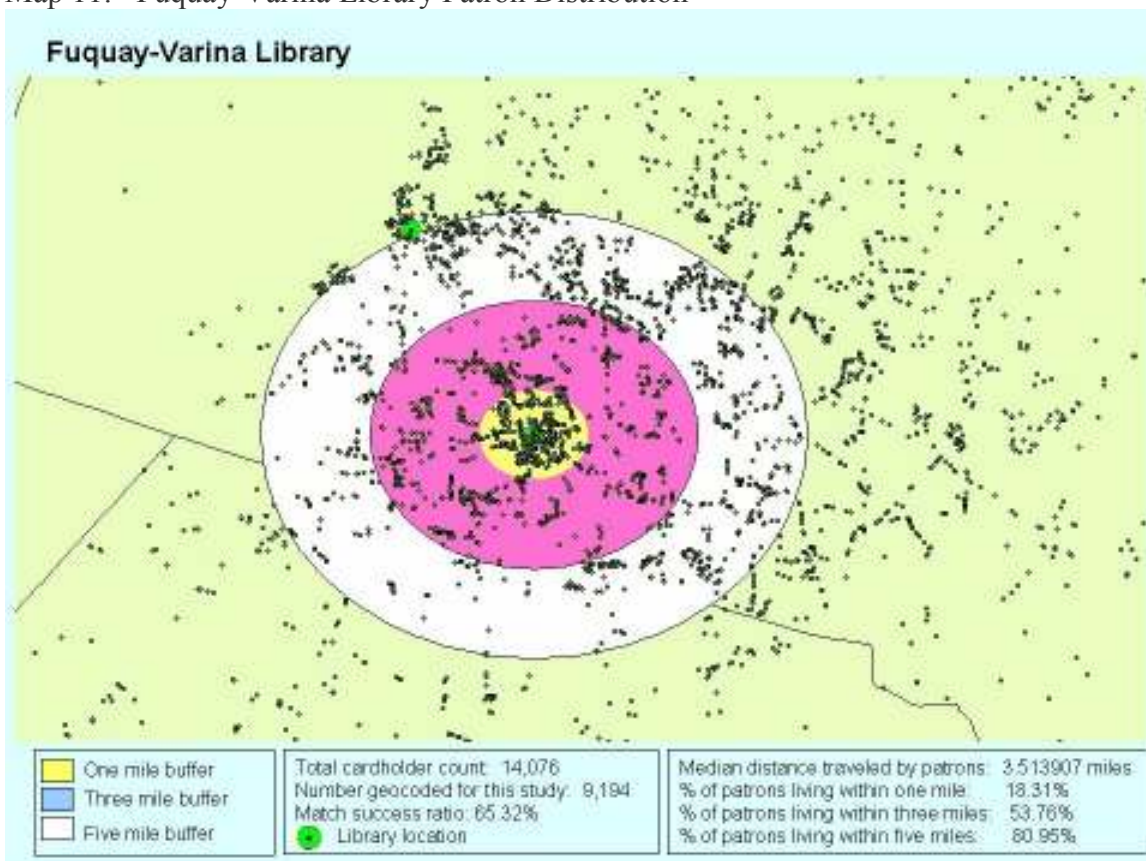 Map 11: Fuquay-Varina Library Patron Distribution
Fuquay-Varina Library
One mile buffer
Three mile buffer
Five mile buffer
Total cardholder count: 14,076
Number geocoded for this study: 9,194
Match success ratio: 65.32%
Library location
Median distance traveled by patrons: 3.513907 miles
% of patrons living within one mile: 18.31%
% of patrons living within three miles: 53.76%
% of patrons living within five miles: 80.95%